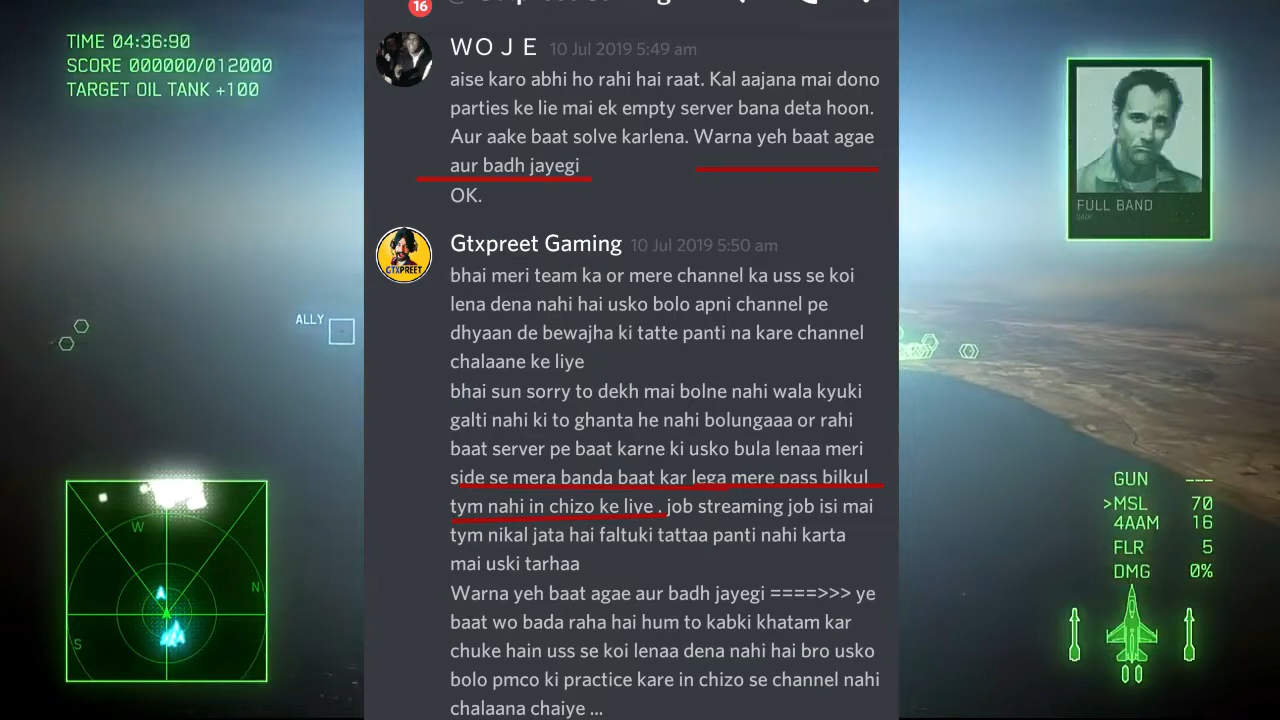 TIME 04:36:90
SCORE 000000/012000
TARGET OIL TANK +100
ALLY
W
N
S
16
W O J E 10 Jul 2019 5:49 am
aise karo abhi ho rahi hai raat. Kal aajana mai dono
parties ke lie mai ek empty server bana deta hoon.
Aur aake baat solve karlena. Warna yeh baat agae
aur badh jayegi
OK.
GTXPREET
Gtxpreet Gaming 10 Jul 2019 5:50 am
bhai meri team ka or mere channel ka uss se koi
lena dena nahi hai usko bolo apni channel pe
dhyaan de bewajha ki tatte panti na kare channel
chalaane ke liye
bhai sun sorry to dekh mai bolne nahi wala kyuki
galti nahi ki to ghanta he nahi bolungaaa or rahi
baat server pe baat karne ki usko bula lenaa meri
side se mera banda baat kar lega mere pass bilkul
tym nahi in chizo ke live . job streaming job isi mai
tym nikal jata hai faltuki tattaa panti nahi karta
mai uski tarhaa
Warna yeh baat agae aur badh jayegi ====>>> ye
baat wo bada raha hai hum to kabki khatam kar
chuke hain uss se koi lenaa dena nahi hai bro usko
bolo pmco ki practice kare in chizo se channel nahi
chalaana chaiye ...
FULL BAND
GUN ---
>MSL 70
4AAM 16
FLR 5
DMG 0%